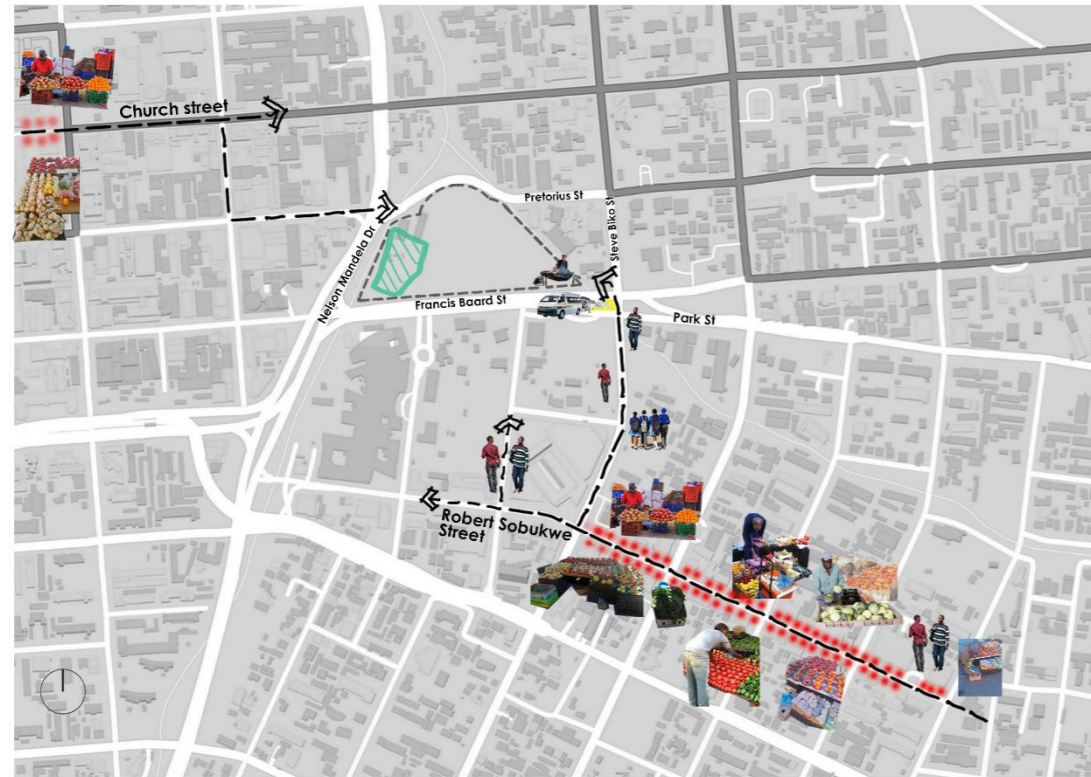 Church street
Pretorius St
Steve Biko St
Nelson Mandela Dr
Francis Baard St
Park St
Robert Sobukwe
Street